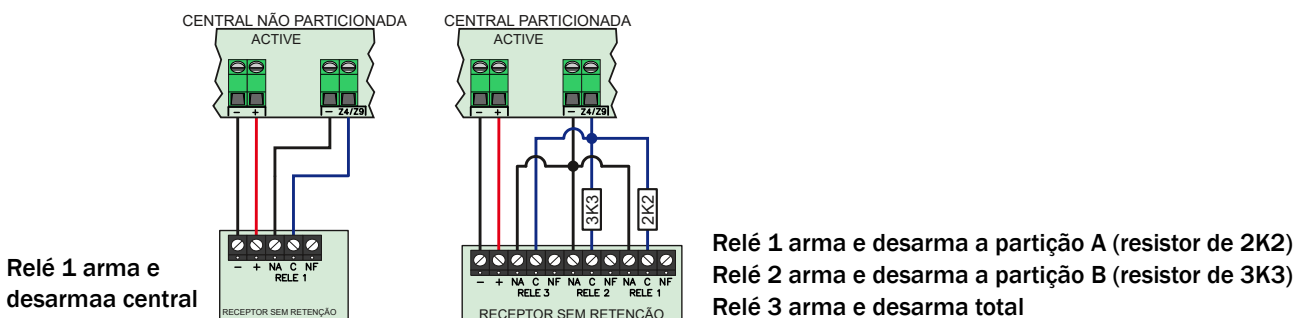 CENTRAL NÃO PARTICIONADA
ACTIVE
- + - Z4/Z9
- + NA C NF
RELE 1
RECEPTOR SEM RETENÇÃO
Relé 1 arma e
desarmaa central
CENTRAL PARTICIONADA
ACTIVE
- + - Z4/Z9
3K3
2K2
- + NA C NF NA C NF NA C NF
RELE 3 RELE 2 RELE 1
RECEPTOR SEM RETENÇÃO
Relé 1 arma e desarma a partição A (resistor de 2K2)
Relé 2 arma e desarma a partição B (resistor de 3K3)
Relé 3 arma e desarma total